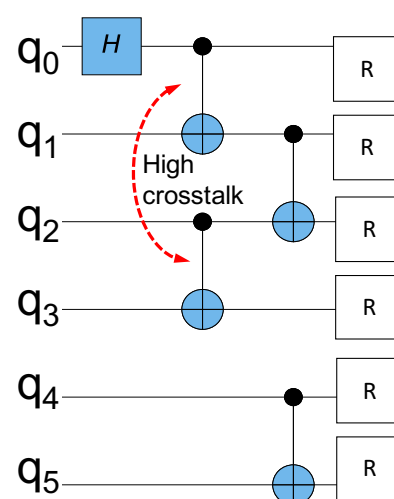 q₀ H R
q₁ R
High
crosstalk
q₂ R
q₃ R
q₄ R
q₅ R